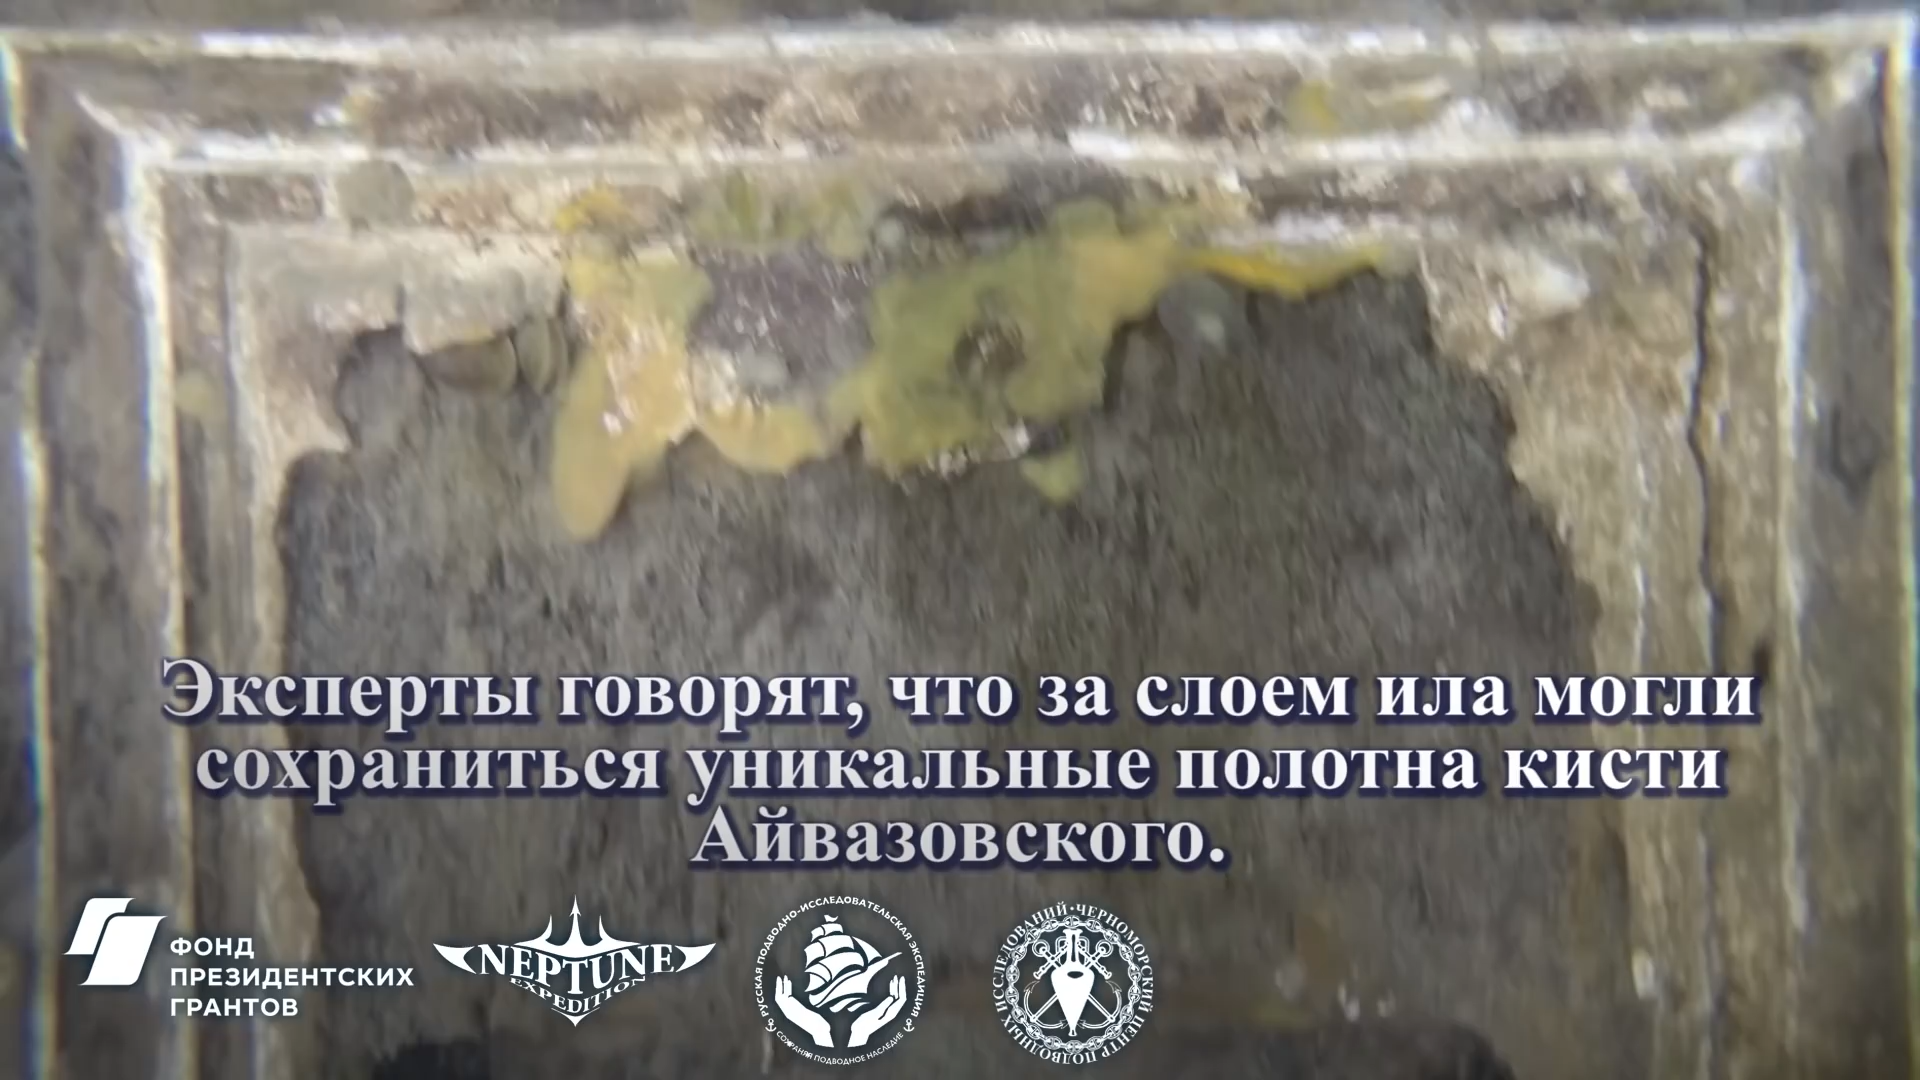 Эксперты говорят, что за слоем ила могли
сохраниться уникальные полотна кисти
Айвазовского.
ФОНД
ПРЕЗИДЕНТСКИХ
ГРАНТОВ
NEPTUNE
EXPEDITION
РУССКАЯ ПОДВОДНО-ИССЛЕДОВАТЕЛЬСКАЯ ЭКСПЕДИЦИЯ
СОХРАНЯЯ ПОДВОДНОЕ НАСЛЕДИЕ
ЧЕРНОМОРСКИЙ ЦЕНТР ПОДВОДНЫХ ИССЛЕДОВАНИЙ